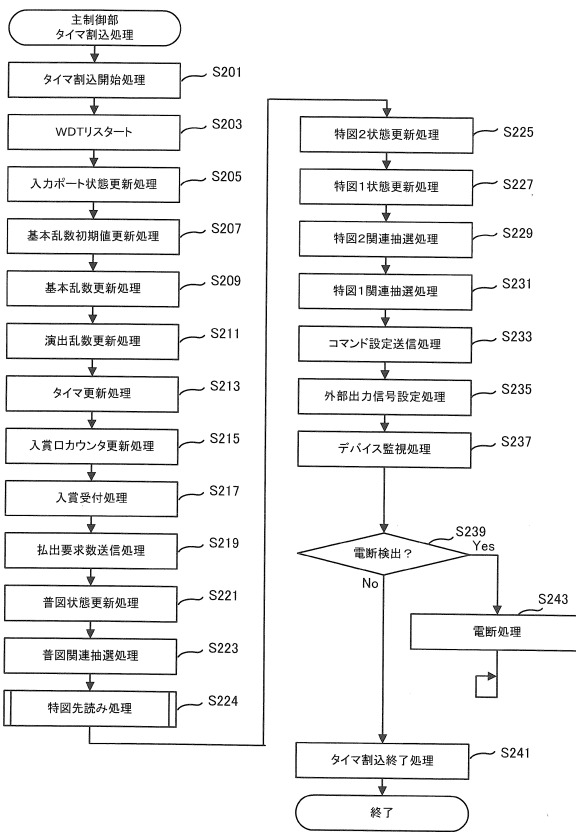 主制御部
タイマ割込処理
タイマ割込開始処理
S201
WDTリスタート
S203
入力ポート状態更新処理
S205
基本乱数初期値更新処理
S207
基本乱数更新処理
S209
演出乱数更新処理
S211
タイマ更新処理
S213
入賞口カウンタ更新処理
S215
入賞受付処理
S217
払出要求数送信処理
S219
普図状態更新処理
S221
普図関連抽選処理
S223
特図先読み処理
S224
特図2状態更新処理
S225
特図1状態更新処理
S227
特図2関連抽選処理
S229
特図1関連抽選処理
S231
コマンド設定送信処理
S233
外部出力信号設定処理
S235
デバイス監視処理
S237
電断検出?
S239
Yes
No
電断処理
S243
タイマ割込終了処理
S241
終了